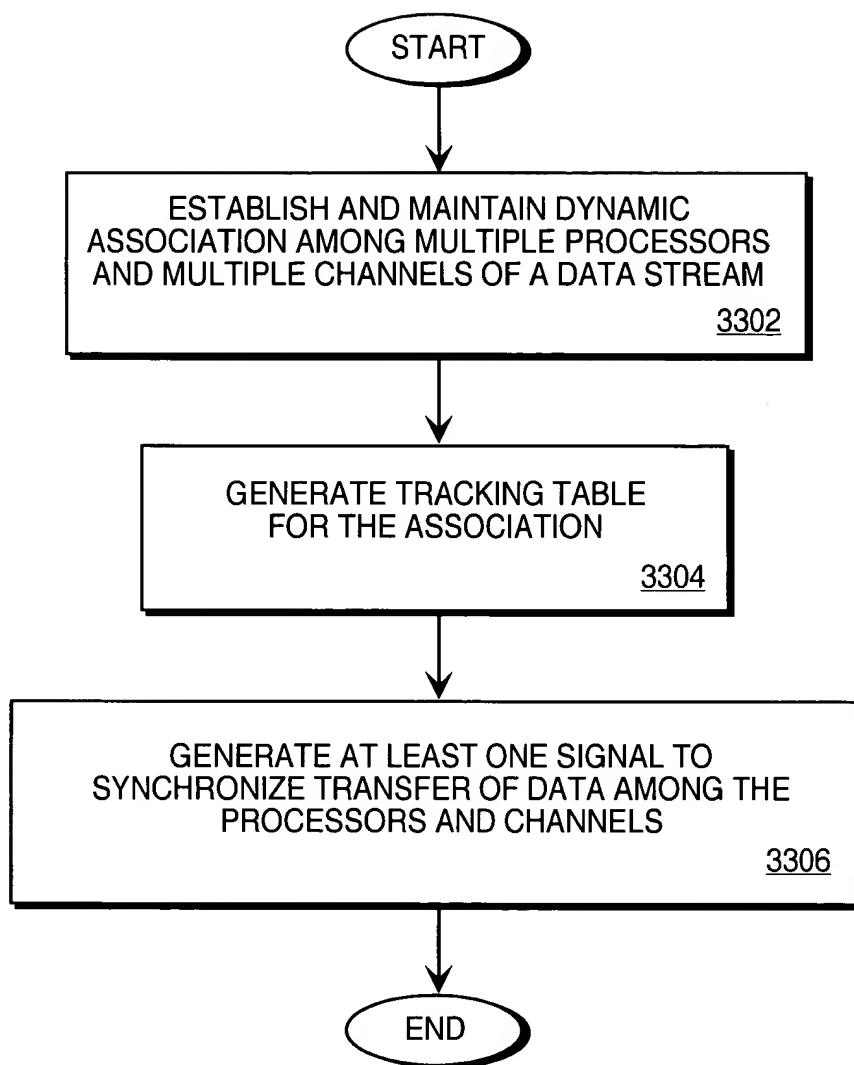 START
ESTABLISH AND MAINTAIN DYNAMIC
ASSOCIATION AMONG MULTIPLE PROCESSORS
AND MULTIPLE CHANNELS OF A DATA STREAM
3302
GENERATE TRACKING TABLE
FOR THE ASSOCIATION
3304
GENERATE AT LEAST ONE SIGNAL TO
SYNCHRONIZE TRANSFER OF DATA AMONG THE
PROCESSORS AND CHANNELS
3306
END